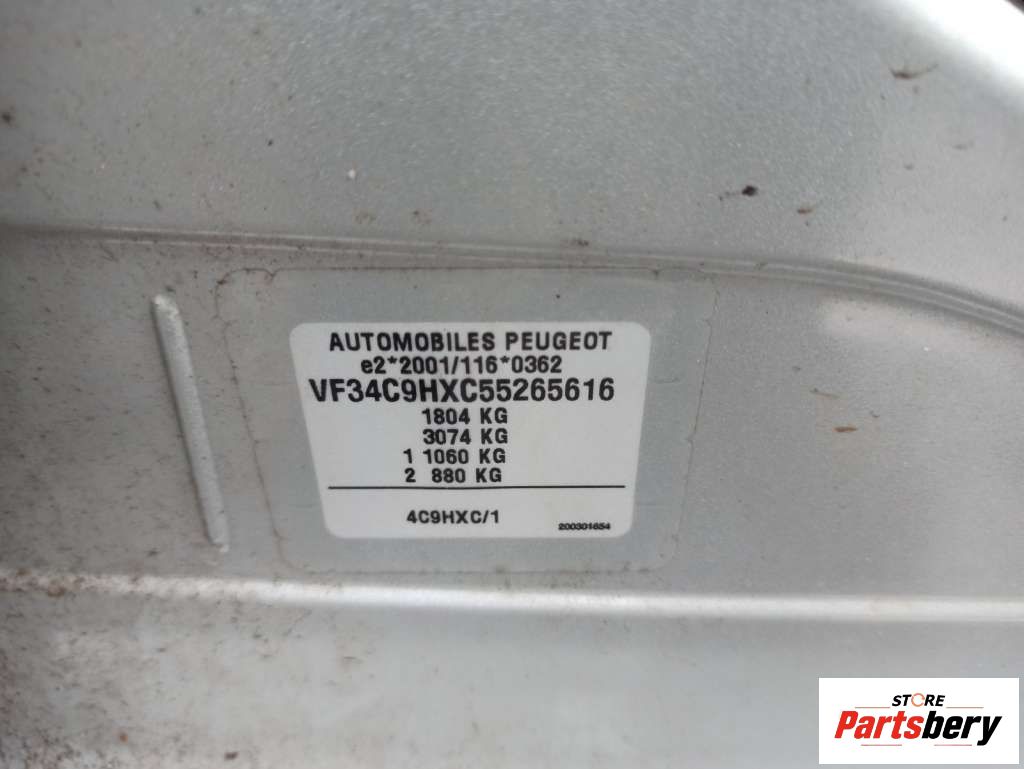 AUTOMOBILES PEUGEOT
e2*2001/116*0362
VF34C9HXC55265616
1804 KG
3074 KG
1 1060 KG
2 880 KG
4C9HXC/1
200301654
STORE
Partsbery